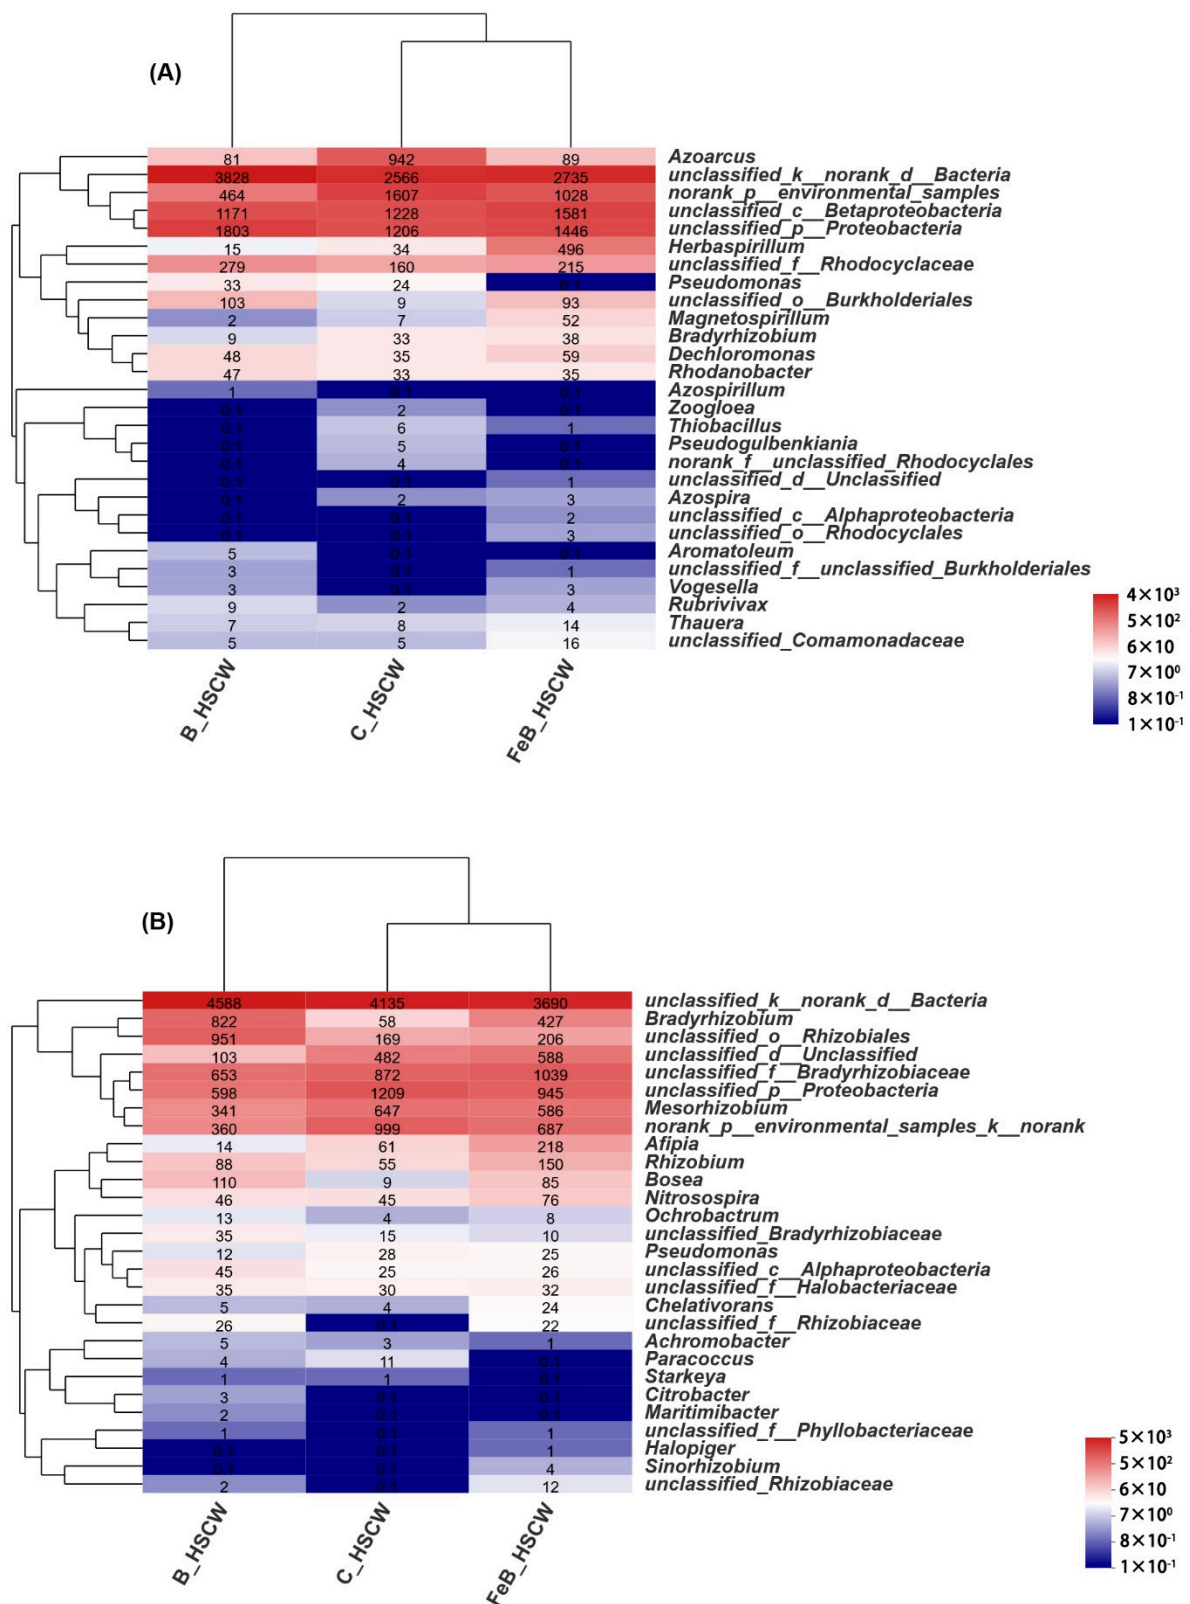 (A)
81 942 89 Azoarcus
3828 2566 2735 unclassified_k__norank_d__Bacteria
464 1607 1028 norank_p__environmental_samples
1171 1228 1581 unclassified_c__Betaproteobacteria
1803 1206 1446 unclassified_p__Proteobacteria
15 34 496 Herbaspirillum
279 160 215 unclassified_f__Rhodocyclaceae
33 24 0.1 Pseudomonas
103 9 93 unclassified_o__Burkholderiales
2 7 52 Magnetospirillum
9 33 38 Bradyrhizobium
48 35 59 Dechloromonas
47 33 35 Rhodanobacter
1 0.1 0.1 Azospirillum
0.1 2 0.1 Zoogloea
0.1 6 1 Thiobacillus
0.1 5 0.1 Pseudogulbenkiania
0.1 4 0.1 norank_f__unclassified_Rhodocyclales
0.1 0.1 1 unclassified_d__Unclassified
0.1 2 3 Azospira
0.1 0.1 2 unclassified_c__Alphaproteobacteria
0.1 0.1 3 unclassified_o__Rhodocyclales
5 0.1 0.1 Aromatoleum
3 0.1 1 unclassified_f__unclassified_Burkholderiales
3 0.1 3 Vogesella
9 2 4 Rubrivivax
7 8 14 Thauera
5 5 16 unclassified_Comamonadaceae
B_HSCW C_HSCW FeB_HSCW
4×10³
5×10²
6×10
7×10⁰
8×10⁻¹
1×10⁻¹
(B)
4588 4135 3690 unclassified_k__norank_d__Bacteria
822 58 427 Bradyrhizobium
951 169 206 unclassified_o__Rhizobiales
103 482 588 unclassified_d__Unclassified
653 872 1039 unclassified_f__Bradyrhizobiaceae
598 1209 945 unclassified_p__Proteobacteria
341 647 586 Mesorhizobium
360 999 687 norank_p__environmental_samples_k__norank
14 61 218 Afipia
88 55 150 Rhizobium
110 9 85 Bosea
46 45 76 Nitrosospira
13 4 8 Ochrobactrum
35 15 10 unclassified_Bradyrhizobiaceae
12 28 25 Pseudomonas
45 25 26 unclassified_c__Alphaproteobacteria
35 30 32 unclassified_f__Halobacteriaceae
5 4 24 Chelativorans
26 0.1 22 unclassified_f__Rhizobiaceae
5 3 1 Achromobacter
4 11 0.1 Paracoccus
1 1 0.1 Starkeya
3 0.1 0.1 Citrobacter
2 0.1 0.1 Maritimibacter
1 0.1 1 unclassified_f__Phyllobacteriaceae
0.1 0.1 1 Halopiger
0.1 0.1 4 Sinorhizobium
2 0.1 12 unclassified_Rhizobiaceae
B_HSCW C_HSCW FeB_HSCW
5×10³
5×10²
6×10
7×10⁰
8×10⁻¹
1×10⁻¹